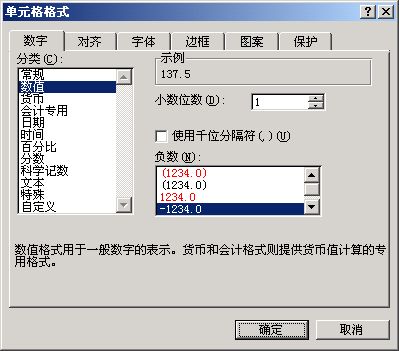 单元格格式
数字 对齐 字体 边框 图案 保护
分类(C):
常规
数值
货币
会计专用
日期
时间
百分比
分数
科学记数
文本
特殊
自定义
示例
137.5
小数位数(D): 1
使用千位分隔符(,)(U)
负数(N):
(1234.0)
(1234.0)
1234.0
-1234.0
数值格式用于一般数字的表示。货币和会计格式则提供货币值计算的专
用格式。
确定 取消